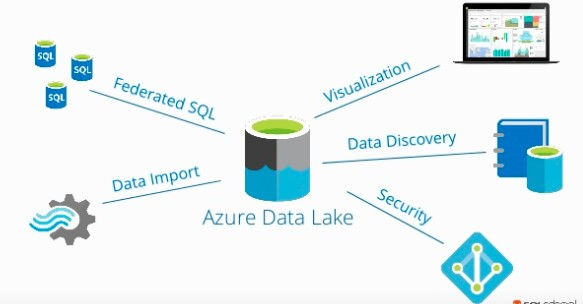 SQL
SQL
SQL
Federated SQL
Visualization
Data Import
Data Discovery
Security
Azure Data Lake